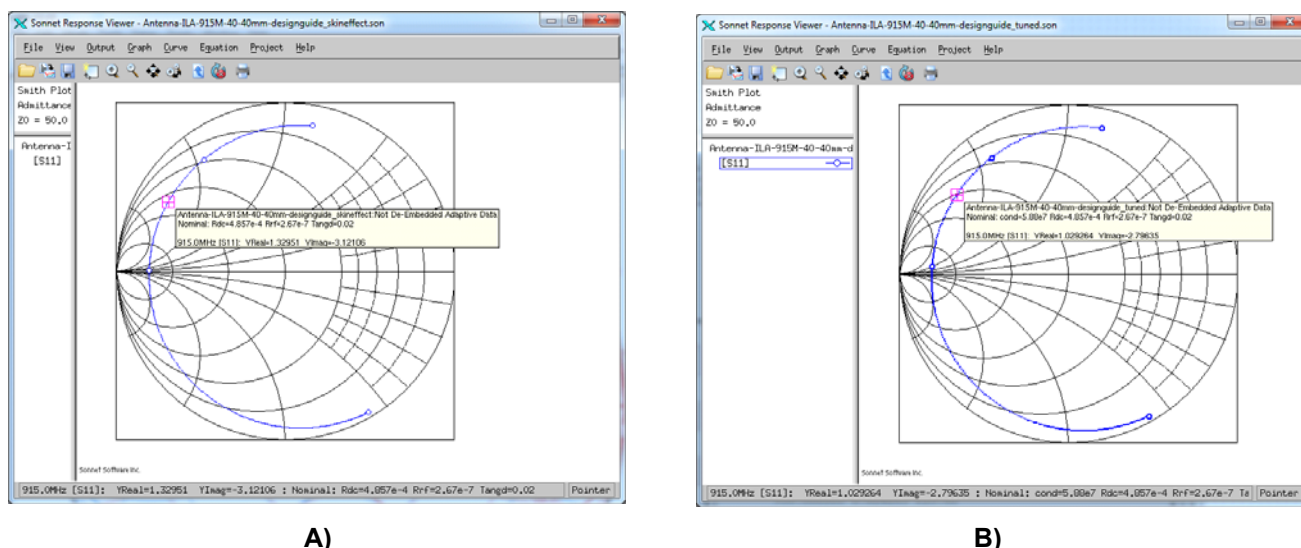 Sonnet Response Viewer - Antenna-ILA-915M-40-40mm-designguide_skineffect.son
File View Output Graph Curve Equation Project Help
Smith Plot
Admittance
Z0 = 50.0
Antenna-I
[S11]
Antenna-ILA-915M-40-40mm-designguide_skineffect:Not De-Embedded Adaptive Data
Nominal: Rdc=4.857e-4 Rrf=2.67e-7 Tangd=0.02
915.0MHz [S11]: YReal=1.32951 YImag=-3.12106
Sonnet Software Inc.
915.0MHz [S11]: YReal=1.32951 YImag=-3.12106 : Nominal: Rdc=4.857e-4 Rrf=2.67e-7 Tangd=0.02
Pointer
A)
Sonnet Response Viewer - Antenna-ILA-915M-40-40mm-designguide_tuned.son
File View Output Graph Curve Equation Project Help
Smith Plot
Admittance
Z0 = 50.0
Antenna-ILA-915M-40-40mm-d
[S11]
Antenna-ILA-915M-40-40mm-designguide_tuned:Not De-Embedded Adaptive Data
Nominal: cond=5.88e7 Rdc=4.857e-4 Rrf=2.67e-7 Tangd=0.02
915.0MHz [S11]: YReal=1.029264 YImag=-2.79635
Sonnet Software Inc.
915.0MHz [S11]: YReal=1.029264 YImag=-2.79635 : Nominal: cond=5.88e7 Rdc=4.857e-4 Rrf=2.67e-7 Ta
Pointer
B)